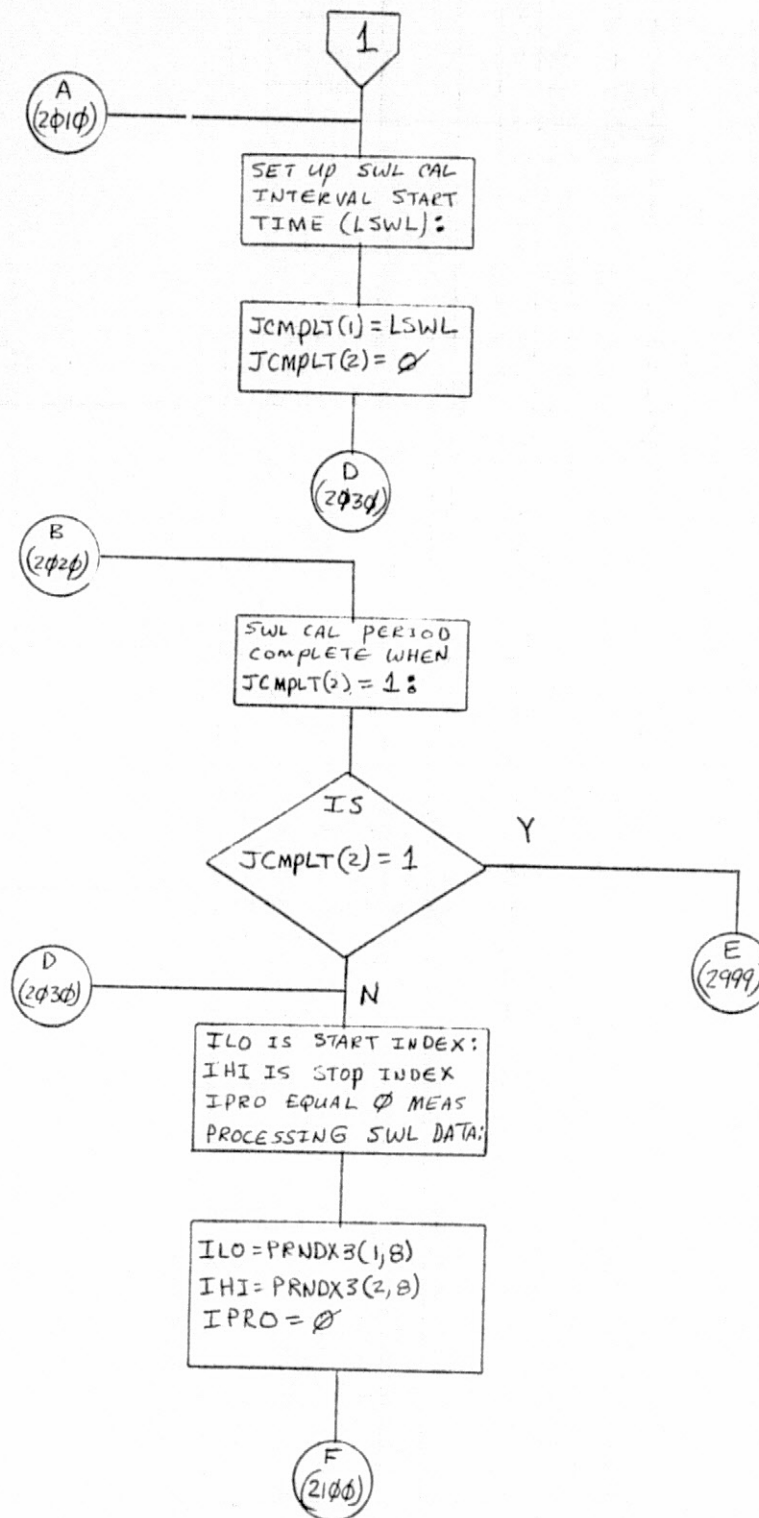 1
A
(2Ø1Ø)
SET UP SWL CAL
INTERVAL START
TIME (LSWL):
JCMPLT(1)=LSWL
JCMPLT(2)=Ø
D
(2Ø3Ø)
B
(2Ø2Ø)
SWL CAL PERIOD
COMPLETE WHEN
JCMPLT(2)=1:
IS
JCMPLT(2)=1
Y
E
(2999)
D
(2Ø3Ø)
N
ILO IS START INDEX:
IHI IS STOP INDEX
IPRO EQUAL Ø MEAS
PROCESSING SWL DATA:
ILO=PRNDX3(1,8)
IHI=PRNDX3(2,8)
IPRO=Ø
F
(21ØØ)